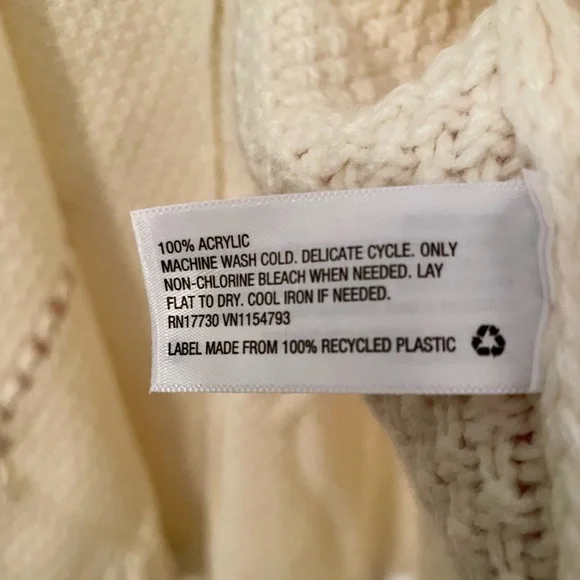 100% ACRYLIC
MACHINE WASH COLD. DELICATE CYCLE. ONLY
NON-CHLORINE BLEACH WHEN NEEDED. LAY
FLAT TO DRY. COOL IRON IF NEEDED.
RN17730 VN1154793
LABEL MADE FROM 100% RECYCLED PLASTIC